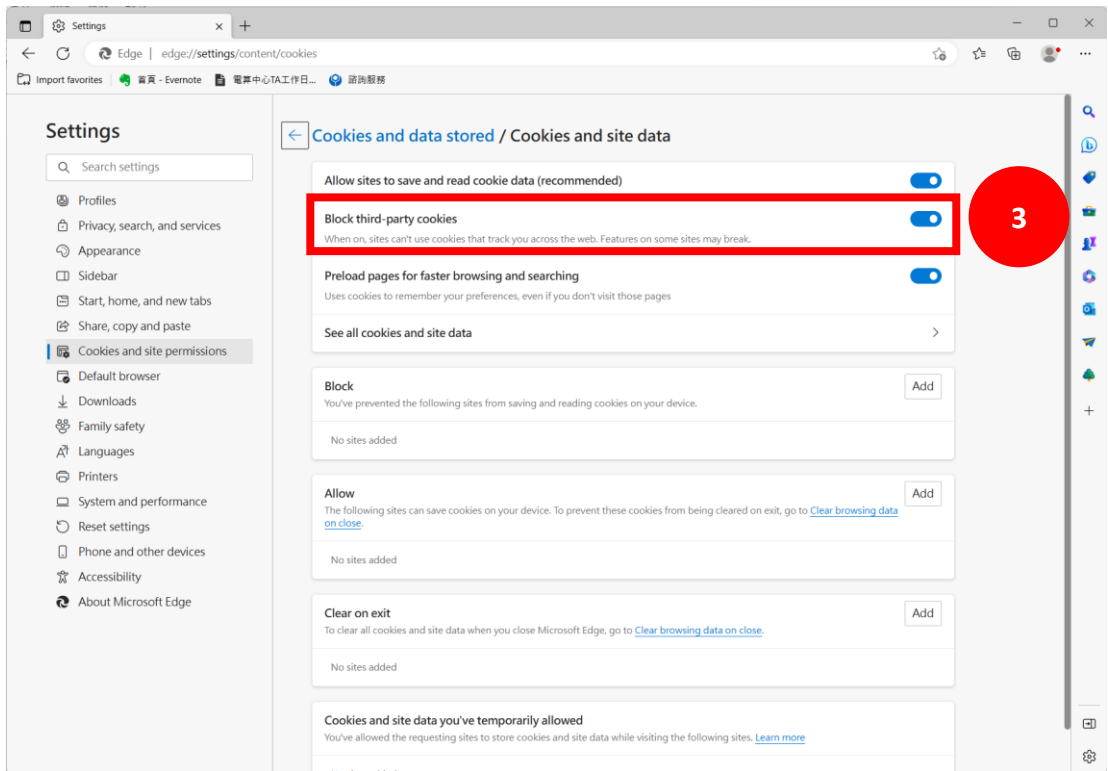 Settings
Edge | edge://settings/content/cookies
Import favorites 首頁 - Evernote 電算中心TA工作日... 諮詢服務
Settings
Search settings
Profiles
Privacy, search, and services
Appearance
Sidebar
Start, home, and new tabs
Share, copy and paste
Cookies and site permissions
Default browser
Downloads
Family safety
Languages
Printers
System and performance
Reset settings
Phone and other devices
Accessibility
About Microsoft Edge
Cookies and data stored / Cookies and site data
Allow sites to save and read cookie data (recommended)
Block third-party cookies
When on, sites can't use cookies that track you across the web. Features on some sites may break.
3
Preload pages for faster browsing and searching
Uses cookies to remember your preferences, even if you don't visit those pages
See all cookies and site data
Block
Add
You've prevented the following sites from saving and reading cookies on your device.
No sites added
Allow
Add
The following sites can save cookies on your device. To prevent these cookies from being cleared on exit, go to Clear browsing data
on close.
No sites added
Clear on exit
Add
To clear all cookies and site data when you close Microsoft Edge, go to Clear browsing data on close.
No sites added
Cookies and site data you've temporarily allowed
You've allowed the requesting sites to store cookies and site data while visiting the following sites. Learn more